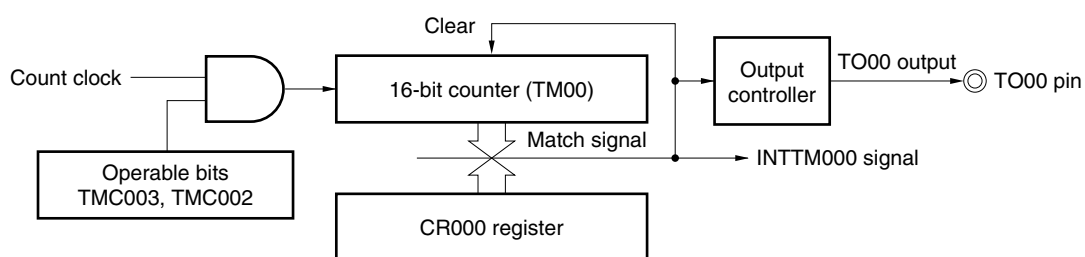 Clear
Count clock
16-bit counter (TM00)
Output
controller
TO00 output
TO00 pin
Operable bits
TMC003, TMC002
Match signal
INTTM000 signal
CR000 register